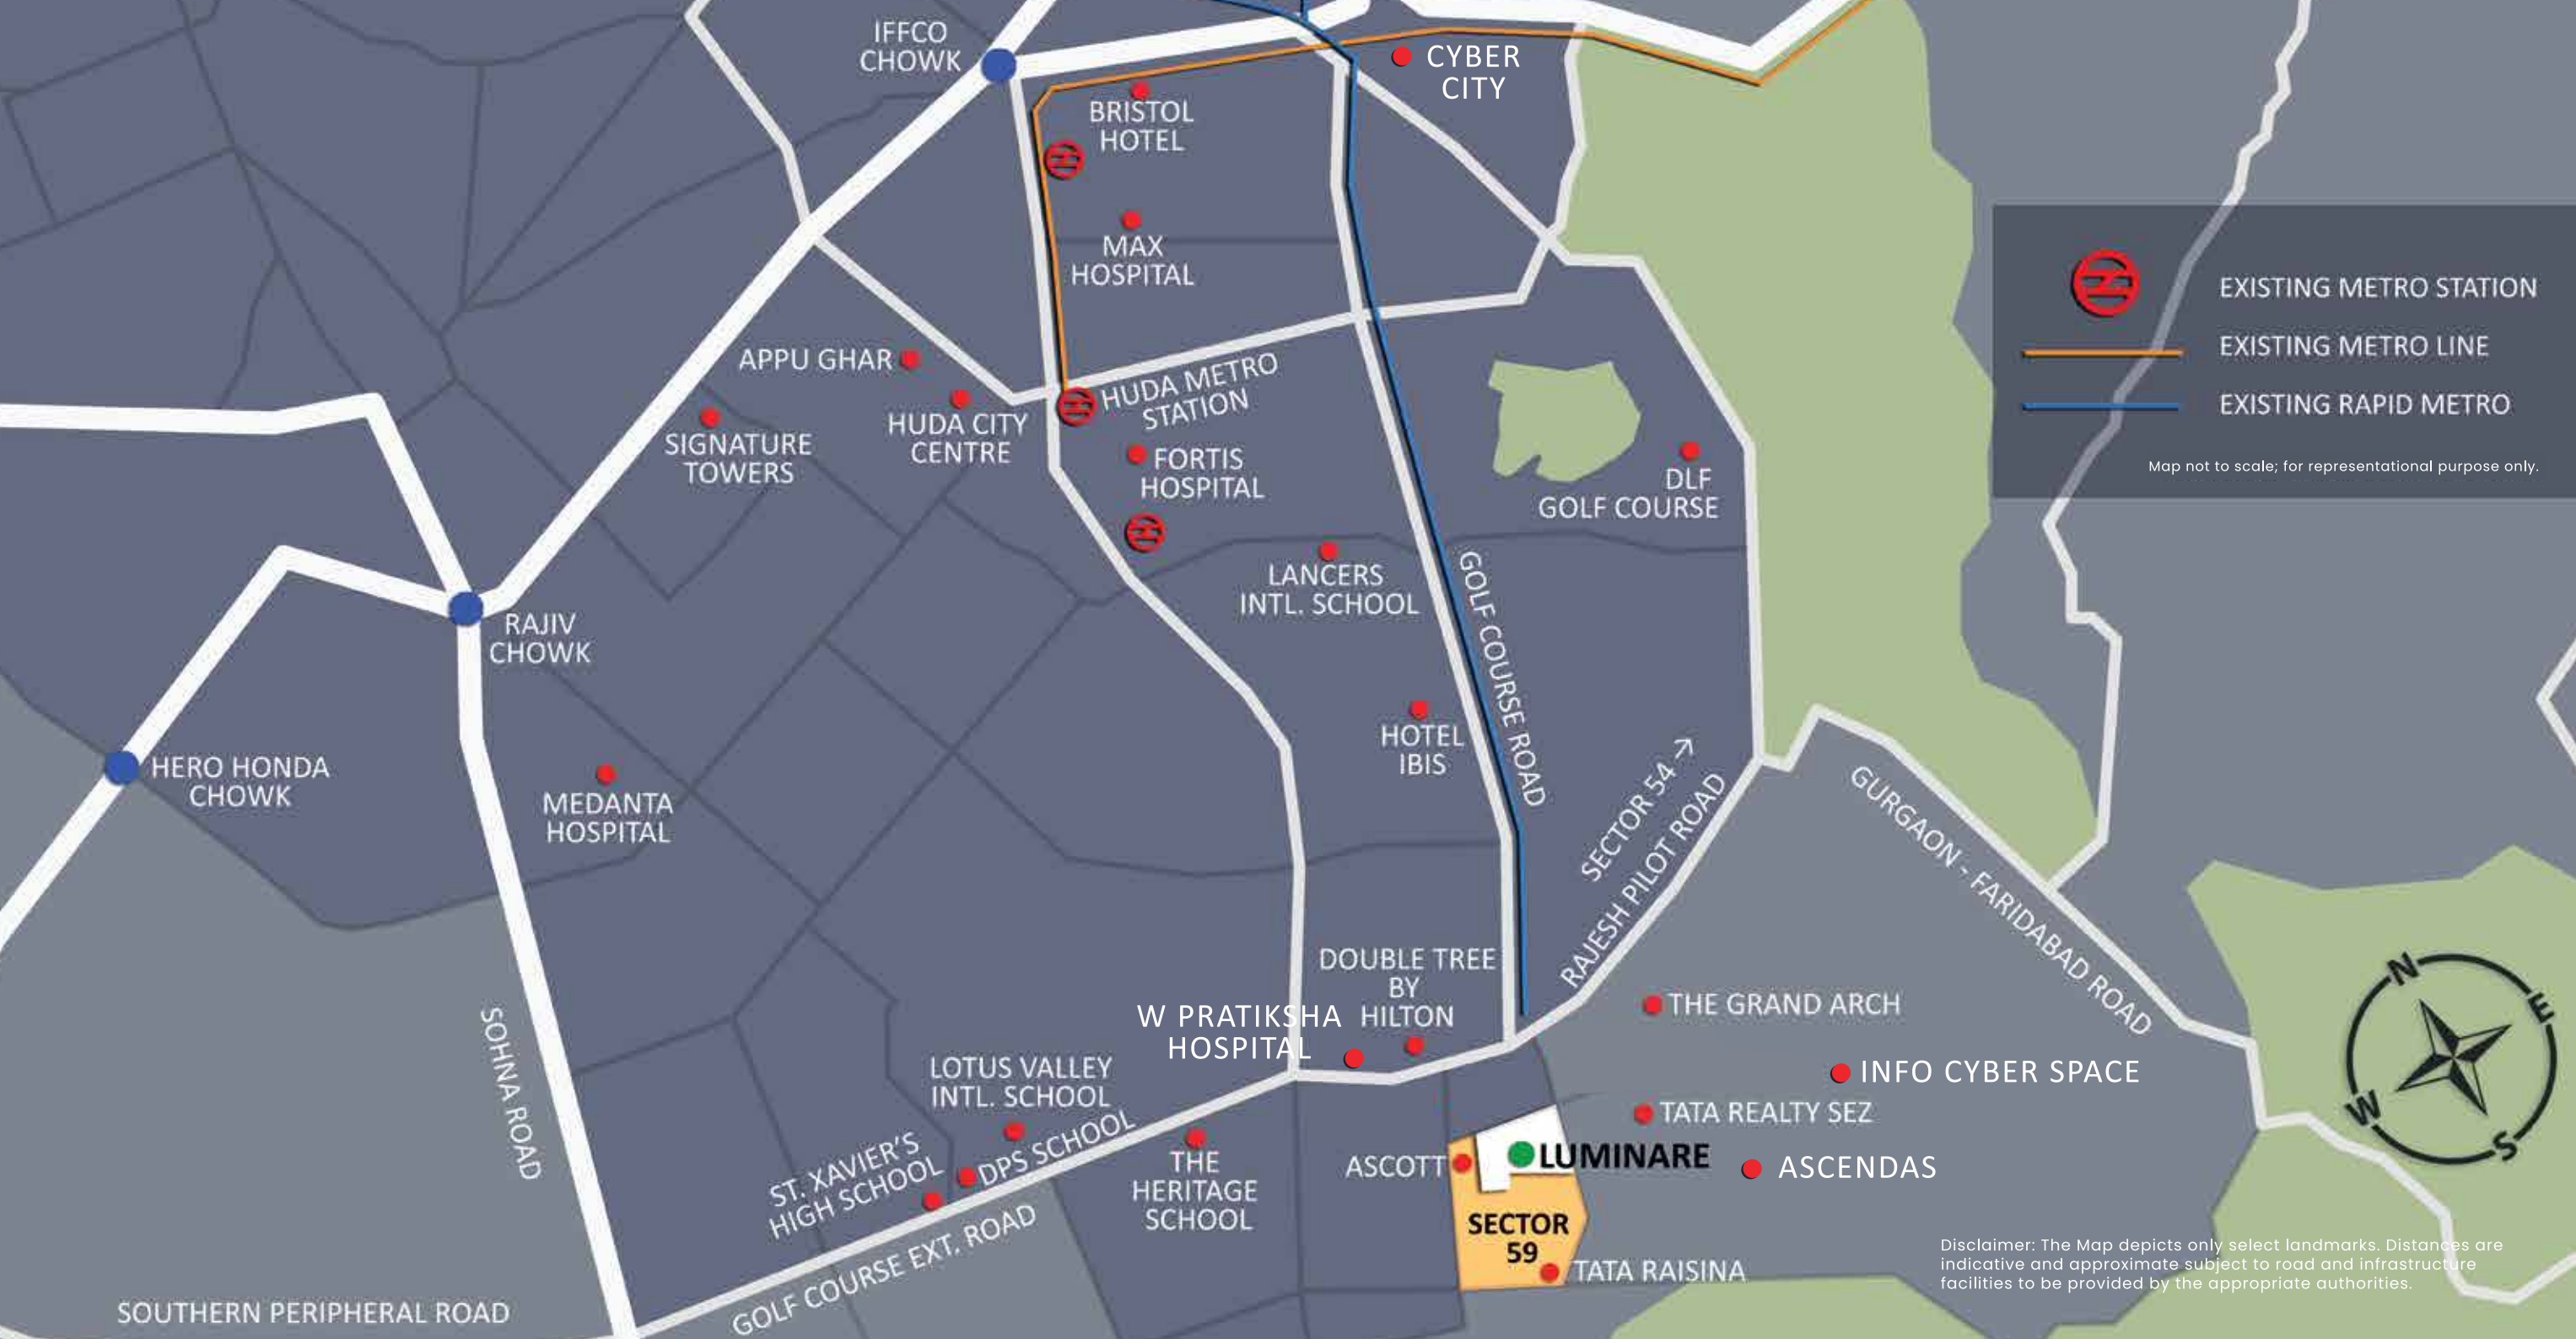 IFFCO
CHOWK
CYBER
CITY
BRISTOL
HOTEL
MAX
HOSPITAL
EXISTING METRO STATION
EXISTING METRO LINE
EXISTING RAPID METRO
Map not to scale; for representational purpose only.
APPU GHAR
HUDA METRO
STATION
HUDA CITY
CENTRE
SIGNATURE
TOWERS
FORTIS
HOSPITAL
DLF
GOLF COURSE
LANCERS
INTL. SCHOOL
GOLF COURSE ROAD
RAJIV
CHOWK
HOTEL
IBIS
HERO HONDA
CHOWK
MEDANTA
HOSPITAL
SECTOR 54 →
RAJESH PILOT ROAD
GURGAON - FARIDABAD ROAD
DOUBLE TREE
BY
HILTON
W PRATIKSHA
HOSPITAL
THE GRAND ARCH
INFO CYBER SPACE
SOHNA ROAD
LOTUS VALLEY
INTL. SCHOOL
DPS SCHOOL
ST. XAVIER'S
HIGH SCHOOL
THE
HERITAGE
SCHOOL
TATA REALTY SEZ
LUMINARE
ASCOTT
ASCENDAS
SECTOR
59
TATA RAISINA
GOLF COURSE EXT. ROAD
SOUTHERN PERIPHERAL ROAD
N
E
W
S
Disclaimer: The Map depicts only select landmarks. Distances are
indicative and approximate subject to road and infrastructure
facilities to be provided by the appropriate authorities.